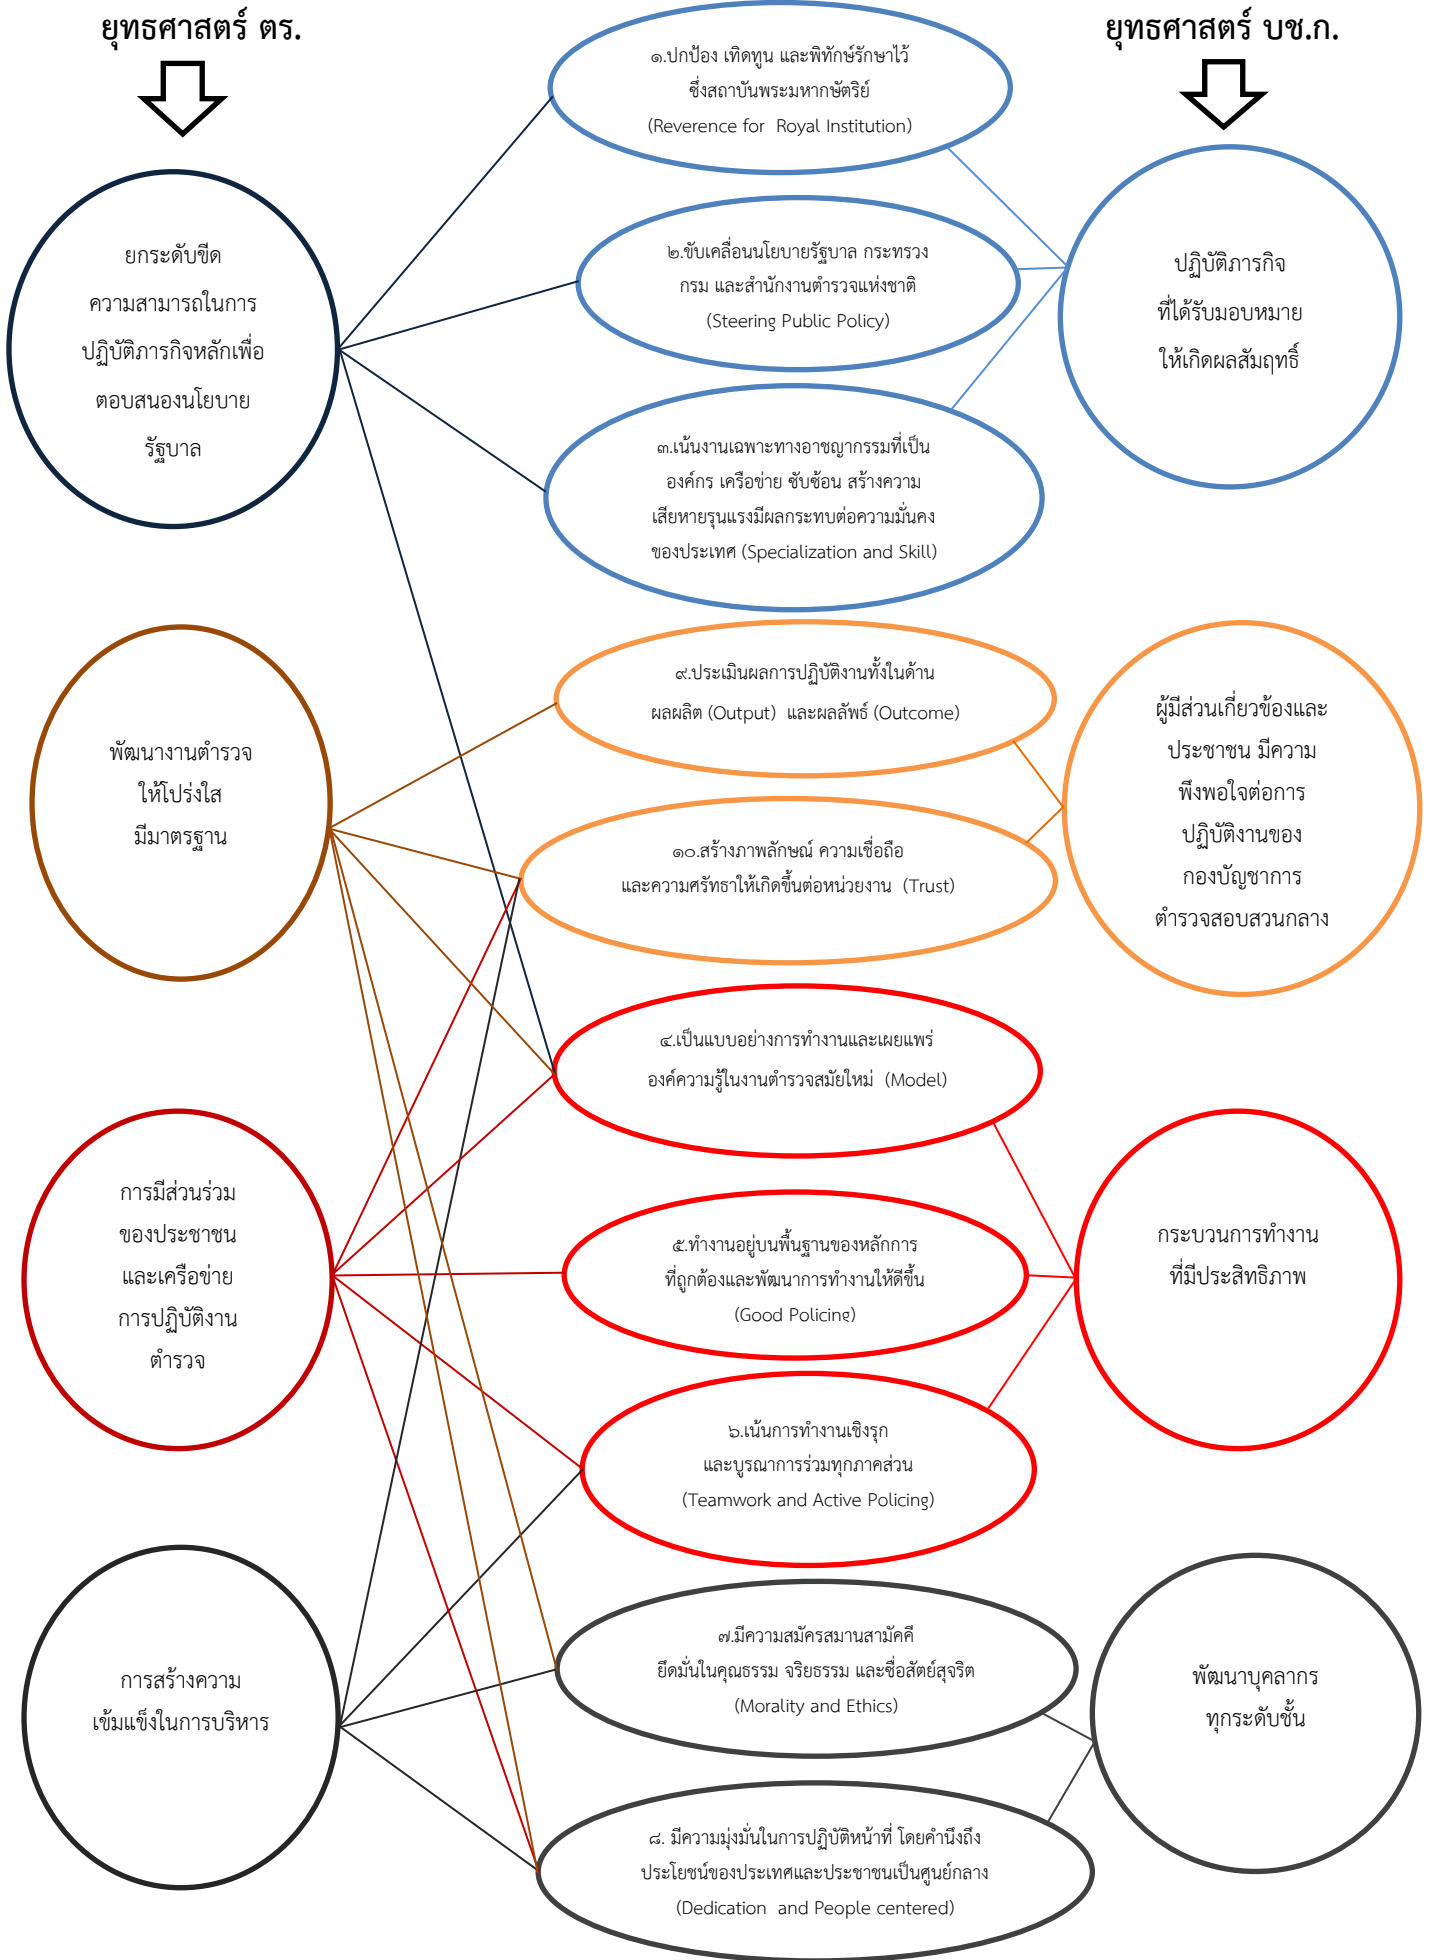 ยุทธศาสตร์ ตร.
ยุทธศาสตร์ บช.ก.
ยกระดับขีด
ความสามารถในการ
ปฏิบัติภารกิจหลักเพื่อ
ตอบสนองนโยบาย
รัฐบาล
พัฒนางานตำรวจ
ให้โปร่งใส
มีมาตรฐาน
การมีส่วนร่วม
ของประชาชน
และเครือข่าย
การปฏิบัติงาน
ตำรวจ
การสร้างความ
เข้มแข็งในการบริหาร
๑.ปกป้อง เทิดทูน และพิทักษ์รักษาไว้
ซึ่งสถาบันพระมหากษัตริย์
(Reverence for  Royal Institution)
๒.ขับเคลื่อนนโยบายรัฐบาล กระทรวง
กรม และสำนักงานตำรวจแห่งชาติ
(Steering Public Policy)
๓.เน้นงานเฉพาะทางอาชญากรรมที่เป็น
องค์กร เครือข่าย ซับซ้อน สร้างความ
เสียหายรุนแรงมีผลกระทบต่อความมั่นคง
ของประเทศ (Specialization and Skill)
๙.ประเมินผลการปฏิบัติงานทั้งในด้าน
ผลผลิต (Output)  และผลลัพธ์ (Outcome)
๑๐.สร้างภาพลักษณ์ ความเชื่อถือ
และความศรัทธาให้เกิดขึ้นต่อหน่วยงาน  (Trust)
๔.เป็นแบบอย่างการทำงานและเผยแพร่
องค์ความรู้ในงานตำรวจสมัยใหม่  (Model)
๕.ทำงานอยู่บนพื้นฐานของหลักการ
ที่ถูกต้องและพัฒนาการทำงานให้ดีขึ้น
(Good Policing)
๖.เน้นการทำงานเชิงรุก
และบูรณาการร่วมทุกภาคส่วน
(Teamwork and Active Policing)
๗.มีความสมัครสมานสามัคคี
ยึดมั่นในคุณธรรม จริยธรรม และซื่อสัตย์สุจริต
(Morality and Ethics)
๘. มีความมุ่งมั่นในการปฏิบัติหน้าที่ โดยคำนึงถึง
ประโยชน์ของประเทศและประชาชนเป็นศูนย์กลาง
(Dedication  and People centered)
ปฏิบัติภารกิจ
ที่ได้รับมอบหมาย
ให้เกิดผลสัมฤทธิ์
ผู้มีส่วนเกี่ยวข้องและ
ประชาชน มีความ
พึงพอใจต่อการ
ปฏิบัติงานของ
กองบัญชาการ
ตำรวจสอบสวนกลาง
กระบวนการทำงาน
ที่มีประสิทธิภาพ
พัฒนาบุคลากร
ทุกระดับชั้น